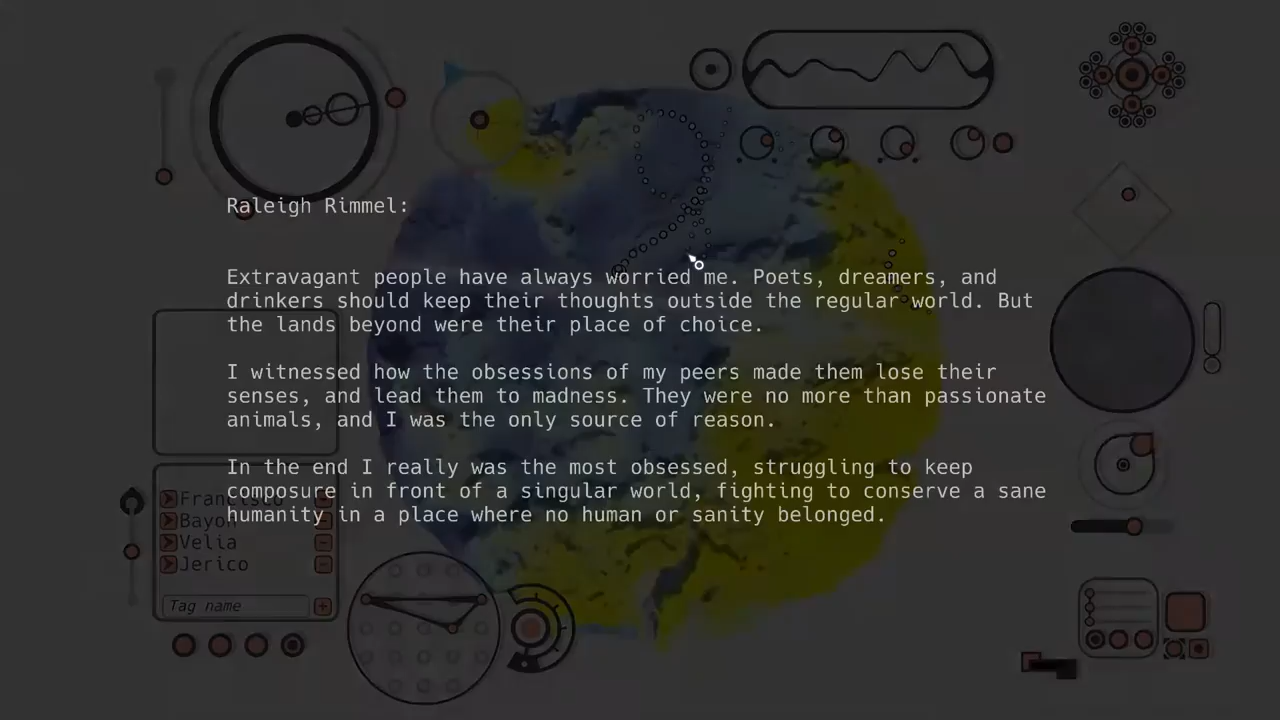 Raleigh Rimmel:
Extravagant people have always worried me. Poets, dreamers, and
drinkers should keep their thoughts outside the regular world. But
the lands beyond were their place of choice.
I witnessed how the obsessions of my peers made them lose their
senses, and lead them to madness. They were no more than passionate
animals, and I was the only source of reason.
In the end I really was the most obsessed, struggling to keep
composure in front of a singular world, fighting to conserve a sane
humanity in a place where no human or sanity belonged.
Francisco
Bayon
Velia
Jerico
Tag name